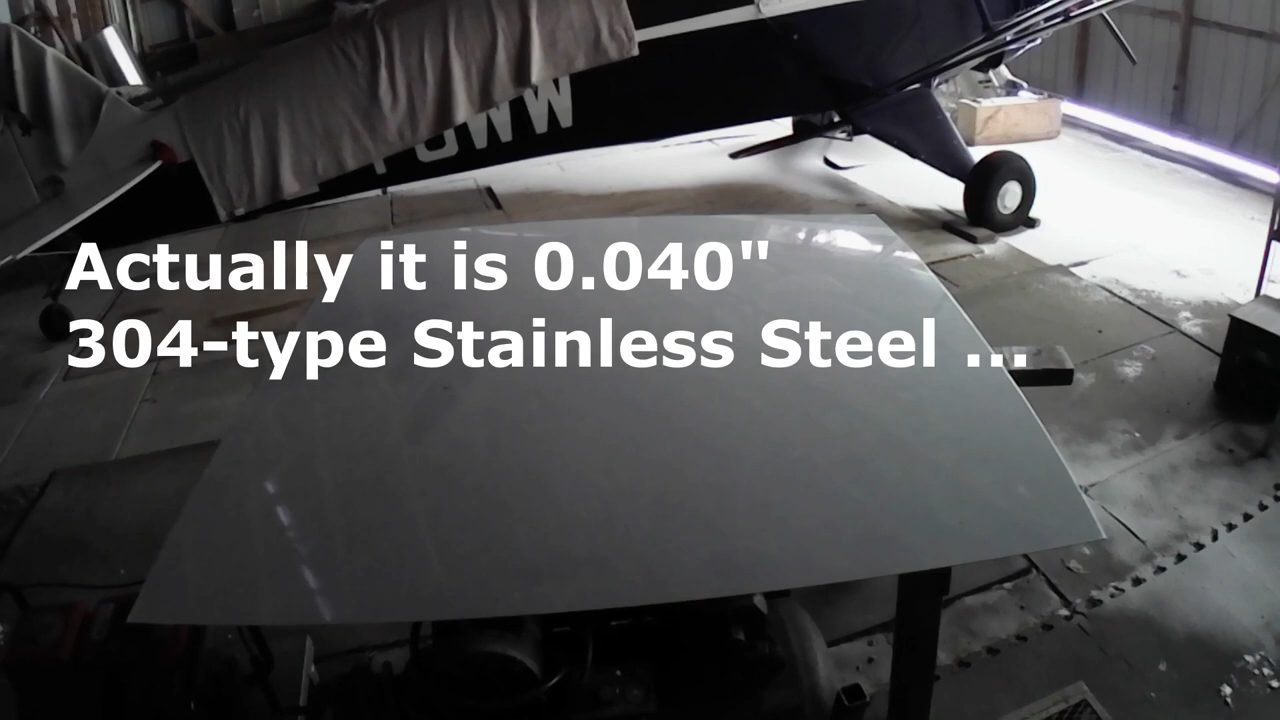 Actually it is 0.040"
304-type Stainless Steel ...